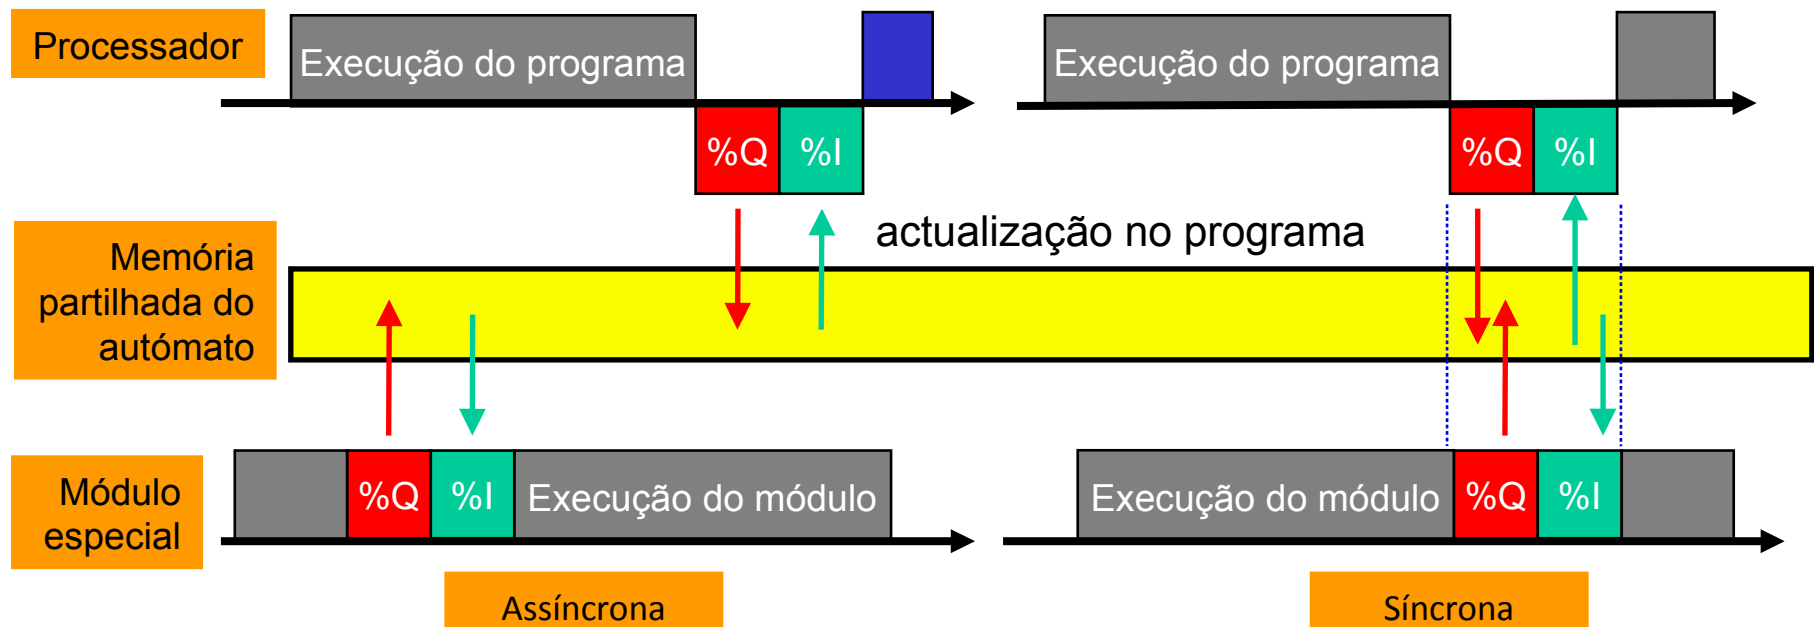 Processador
Execução do programa
%Q
%I
Execução do programa
%Q
%I
actualização no programa
Memória
partilhada do
autómato
Módulo
especial
%Q
%I
Execução do módulo
Execução do módulo
%Q
%I
Assíncrona
Síncrona